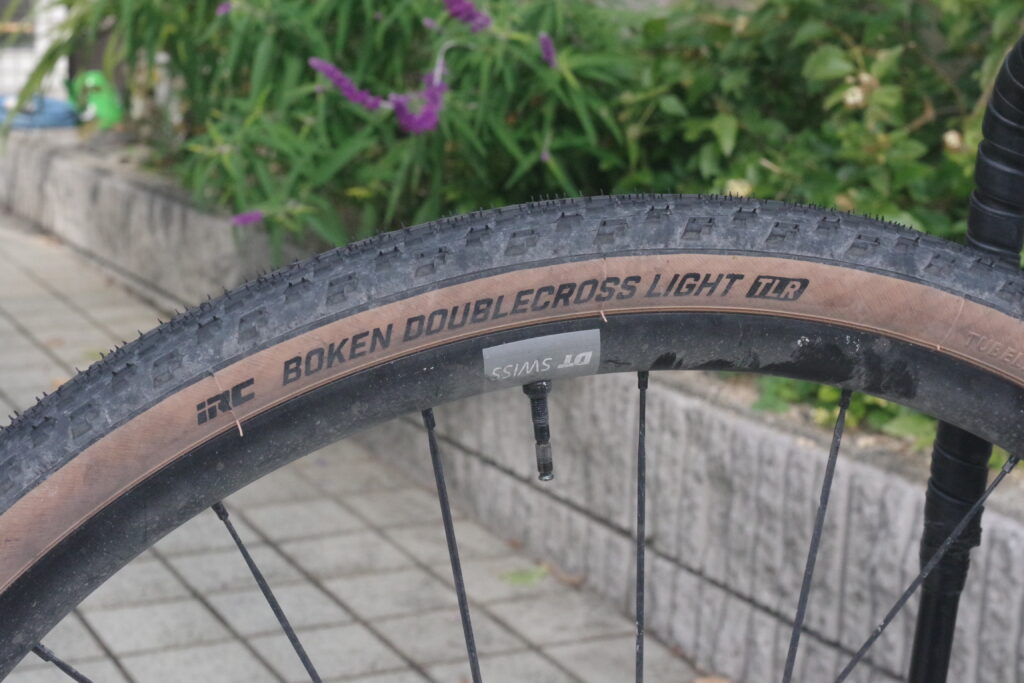 IRC BOKEN DOUBLECROSS LIGHT TLR
DT SWISS